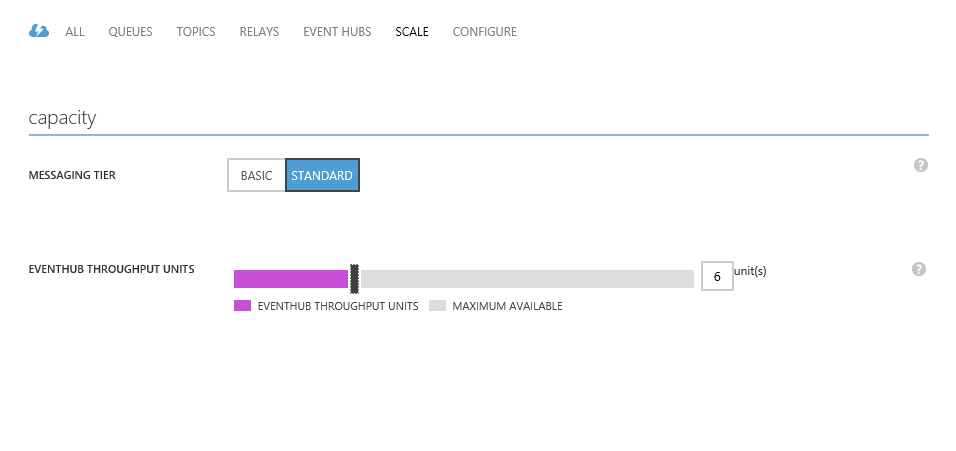 ALL QUEUES TOPICS RELAYS EVENT HUBS SCALE CONFIGURE
capacity
MESSAGING TIER BASIC STANDARD ?
EVENTHUB THROUGHPUT UNITS 6 unit(s) ?
EVENTHUB THROUGHPUT UNITS MAXIMUM AVAILABLE